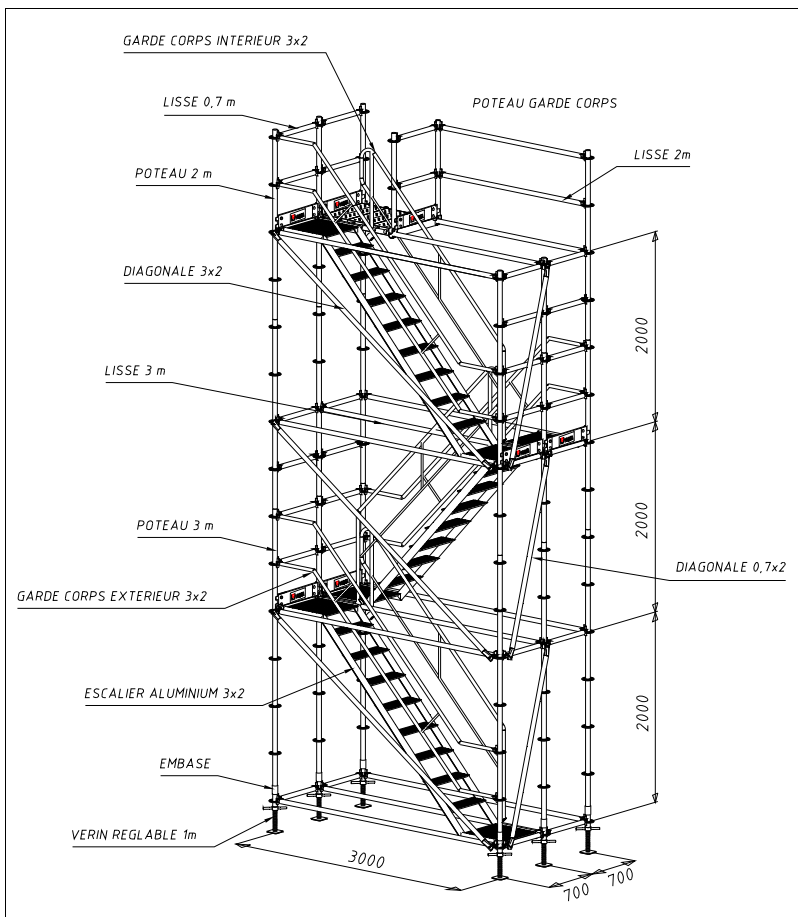 GARDE CORPS INTERIEUR 3x2
LISSE 0,7 m
POTEAU GARDE CORPS
LISSE 2m
POTEAU 2 m
DIAGONALE 3x2
2000
LISSE 3 m
2000
POTEAU 3 m
DIAGONALE 0,7x2
GARDE CORPS EXTERIEUR 3x2
ESCALIER ALUMINIUM 3x2
2000
EMBASE
VERIN REGLABLE 1m
3000
700
700